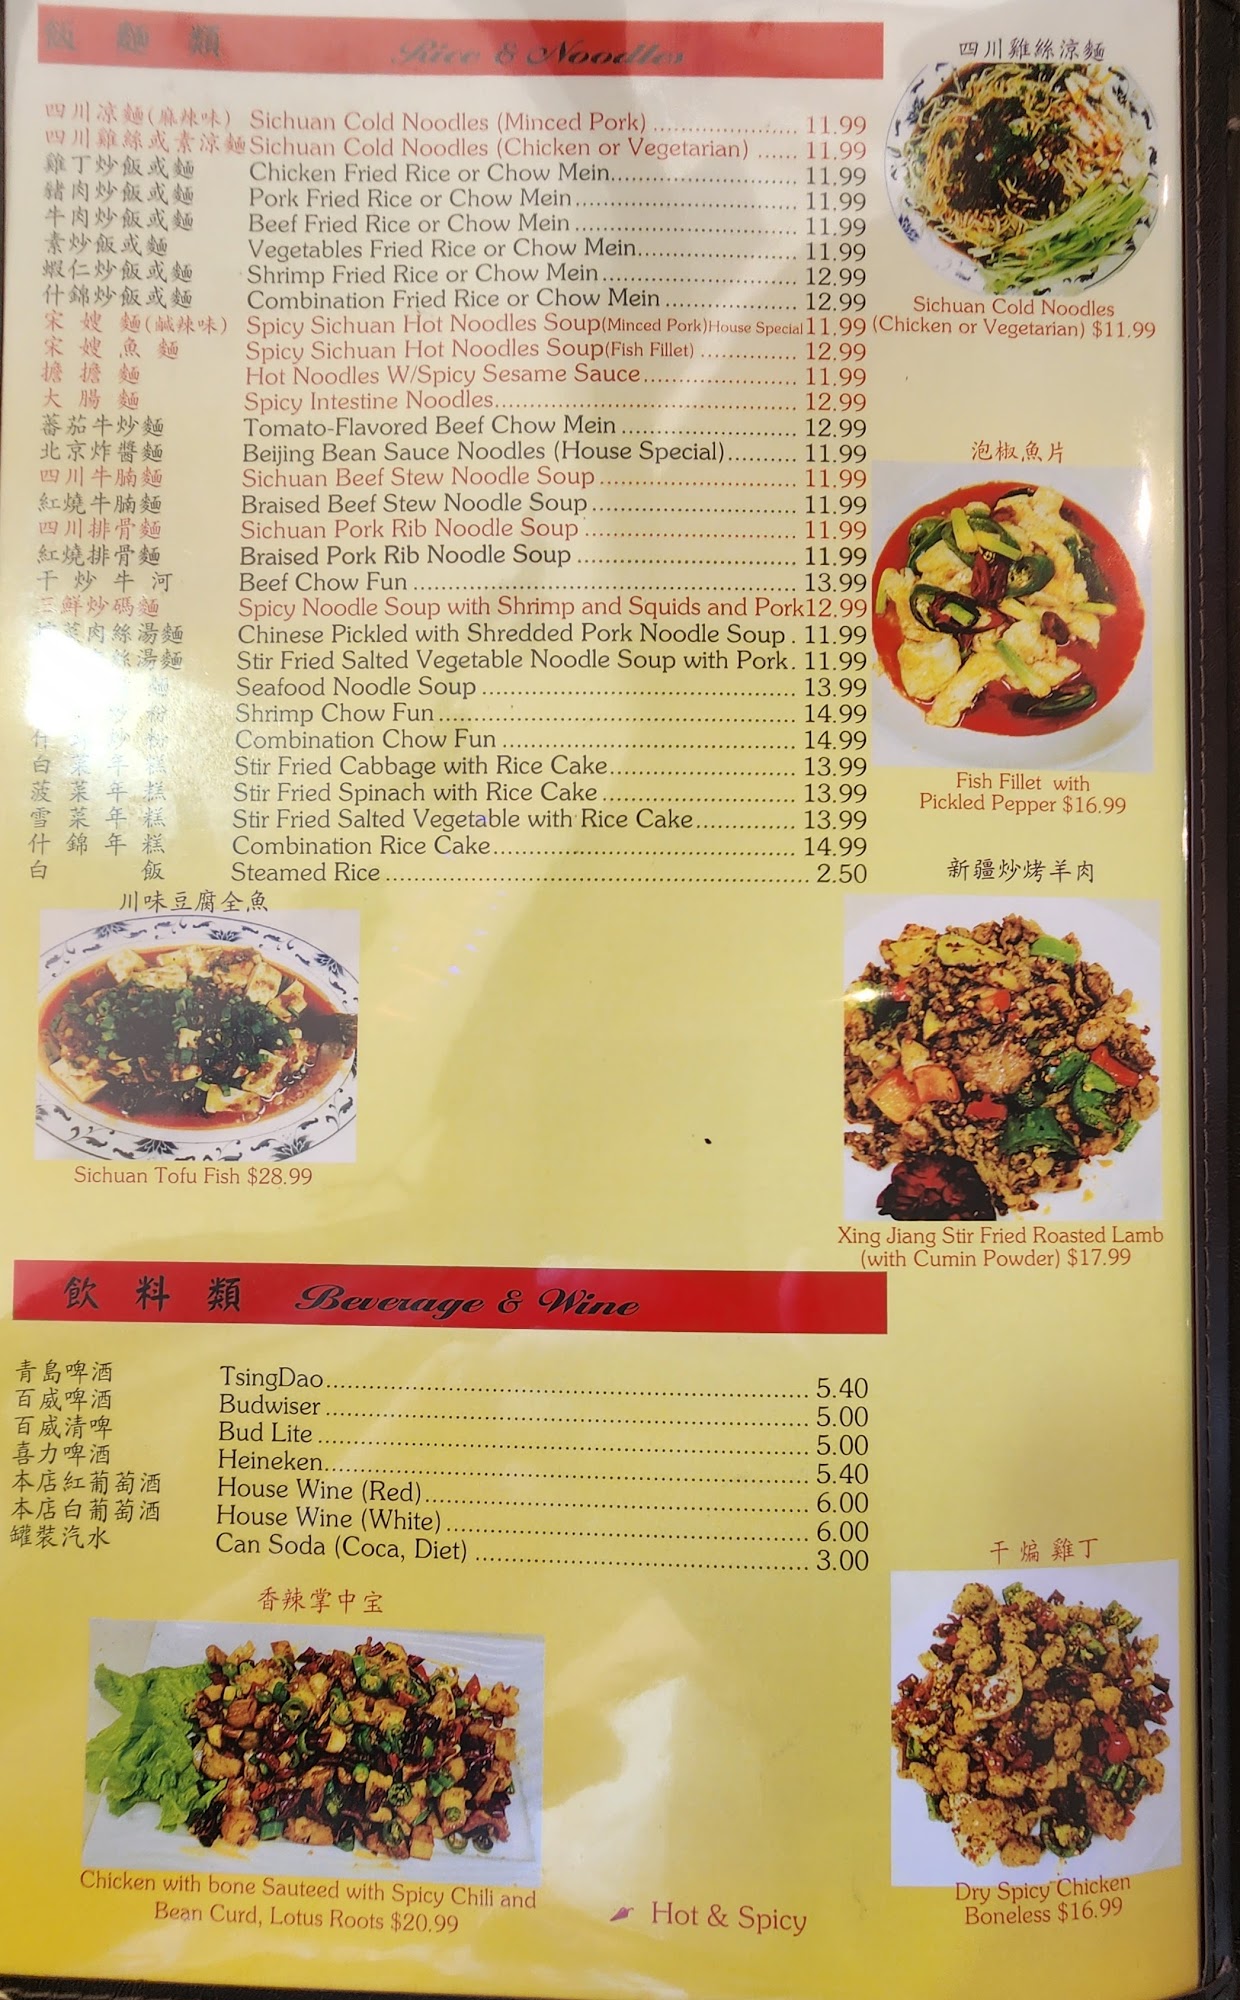 飯麵類 Rice & Noodles
四川涼麵(麻辣味) Sichuan Cold Noodles (Minced Pork) 11.99
四川雞絲或素涼麵 Sichuan Cold Noodles (Chicken or Vegetarian) 11.99
雞丁炒飯或麵 Chicken Fried Rice or Chow Mein 11.99
豬肉炒飯或麵 Pork Fried Rice or Chow Mein 11.99
牛肉炒飯或麵 Beef Fried Rice or Chow Mein 11.99
素炒飯或麵 Vegetables Fried Rice or Chow Mein 11.99
蝦仁炒飯或麵 Shrimp Fried Rice or Chow Mein 12.99
什錦炒飯或麵 Combination Fried Rice or Chow Mein 12.99
宋嫂麵(鹹辣味) Spicy Sichuan Hot Noodles Soup(Minced Pork)House Special 11.99
宋嫂魚麵 Spicy Sichuan Hot Noodles Soup(Fish Fillet) 12.99
擔擔麵 Hot Noodles W/Spicy Sesame Sauce 11.99
大腸麵 Spicy Intestine Noodles 12.99
蕃茄牛炒麵 Tomato-Flavored Beef Chow Mein 12.99
北京炸醬麵 Beijing Bean Sauce Noodles (House Special) 11.99
四川牛腩麵 Sichuan Beef Stew Noodle Soup 11.99
紅燒牛腩麵 Braised Beef Stew Noodle Soup 11.99
四川排骨麵 Sichuan Pork Rib Noodle Soup 11.99
紅燒排骨麵 Braised Pork Rib Noodle Soup 11.99
干炒牛河 Beef Chow Fun 13.99
三鮮炒碼麵 Spicy Noodle Soup with Shrimp and Squids and Pork 12.99
菜肉絲湯麵 Chinese Pickled with Shredded Pork Noodle Soup 11.99
絲湯麵 Stir Fried Salted Vegetable Noodle Soup with Pork 11.99
麵 Seafood Noodle Soup 13.99
炒粉 Shrimp Chow Fun 14.99
什炒粉 Combination Chow Fun 14.99
白菜年糕 Stir Fried Cabbage with Rice Cake 13.99
菠菜年糕 Stir Fried Spinach with Rice Cake 13.99
雪菜年糕 Stir Fried Salted Vegetable with Rice Cake 13.99
什錦年糕 Combination Rice Cake 14.99
白飯 Steamed Rice 2.50
四川雞絲涼麵
Sichuan Cold Noodles
(Chicken or Vegetarian) $11.99
泡椒魚片
Fish Fillet with
Pickled Pepper $16.99
新疆炒烤羊肉
Xing Jiang Stir Fried Roasted Lamb
(with Cumin Powder) $17.99
川味豆腐全魚
Sichuan Tofu Fish $28.99
飲料類 Beverage & Wine
青島啤酒 TsingDao 5.40
百威啤酒 Budwiser 5.00
百威清啤 Bud Lite 5.00
喜力啤酒 Heineken 5.40
本店紅葡萄酒 House Wine (Red) 6.00
本店白葡萄酒 House Wine (White) 6.00
罐裝汽水 Can Soda (Coca, Diet) 3.00
香辣掌中宝
Chicken with bone Sauteed with Spicy Chili and
Bean Curd, Lotus Roots $20.99
Hot & Spicy
干煸雞丁
Dry Spicy Chicken
Boneless $16.99